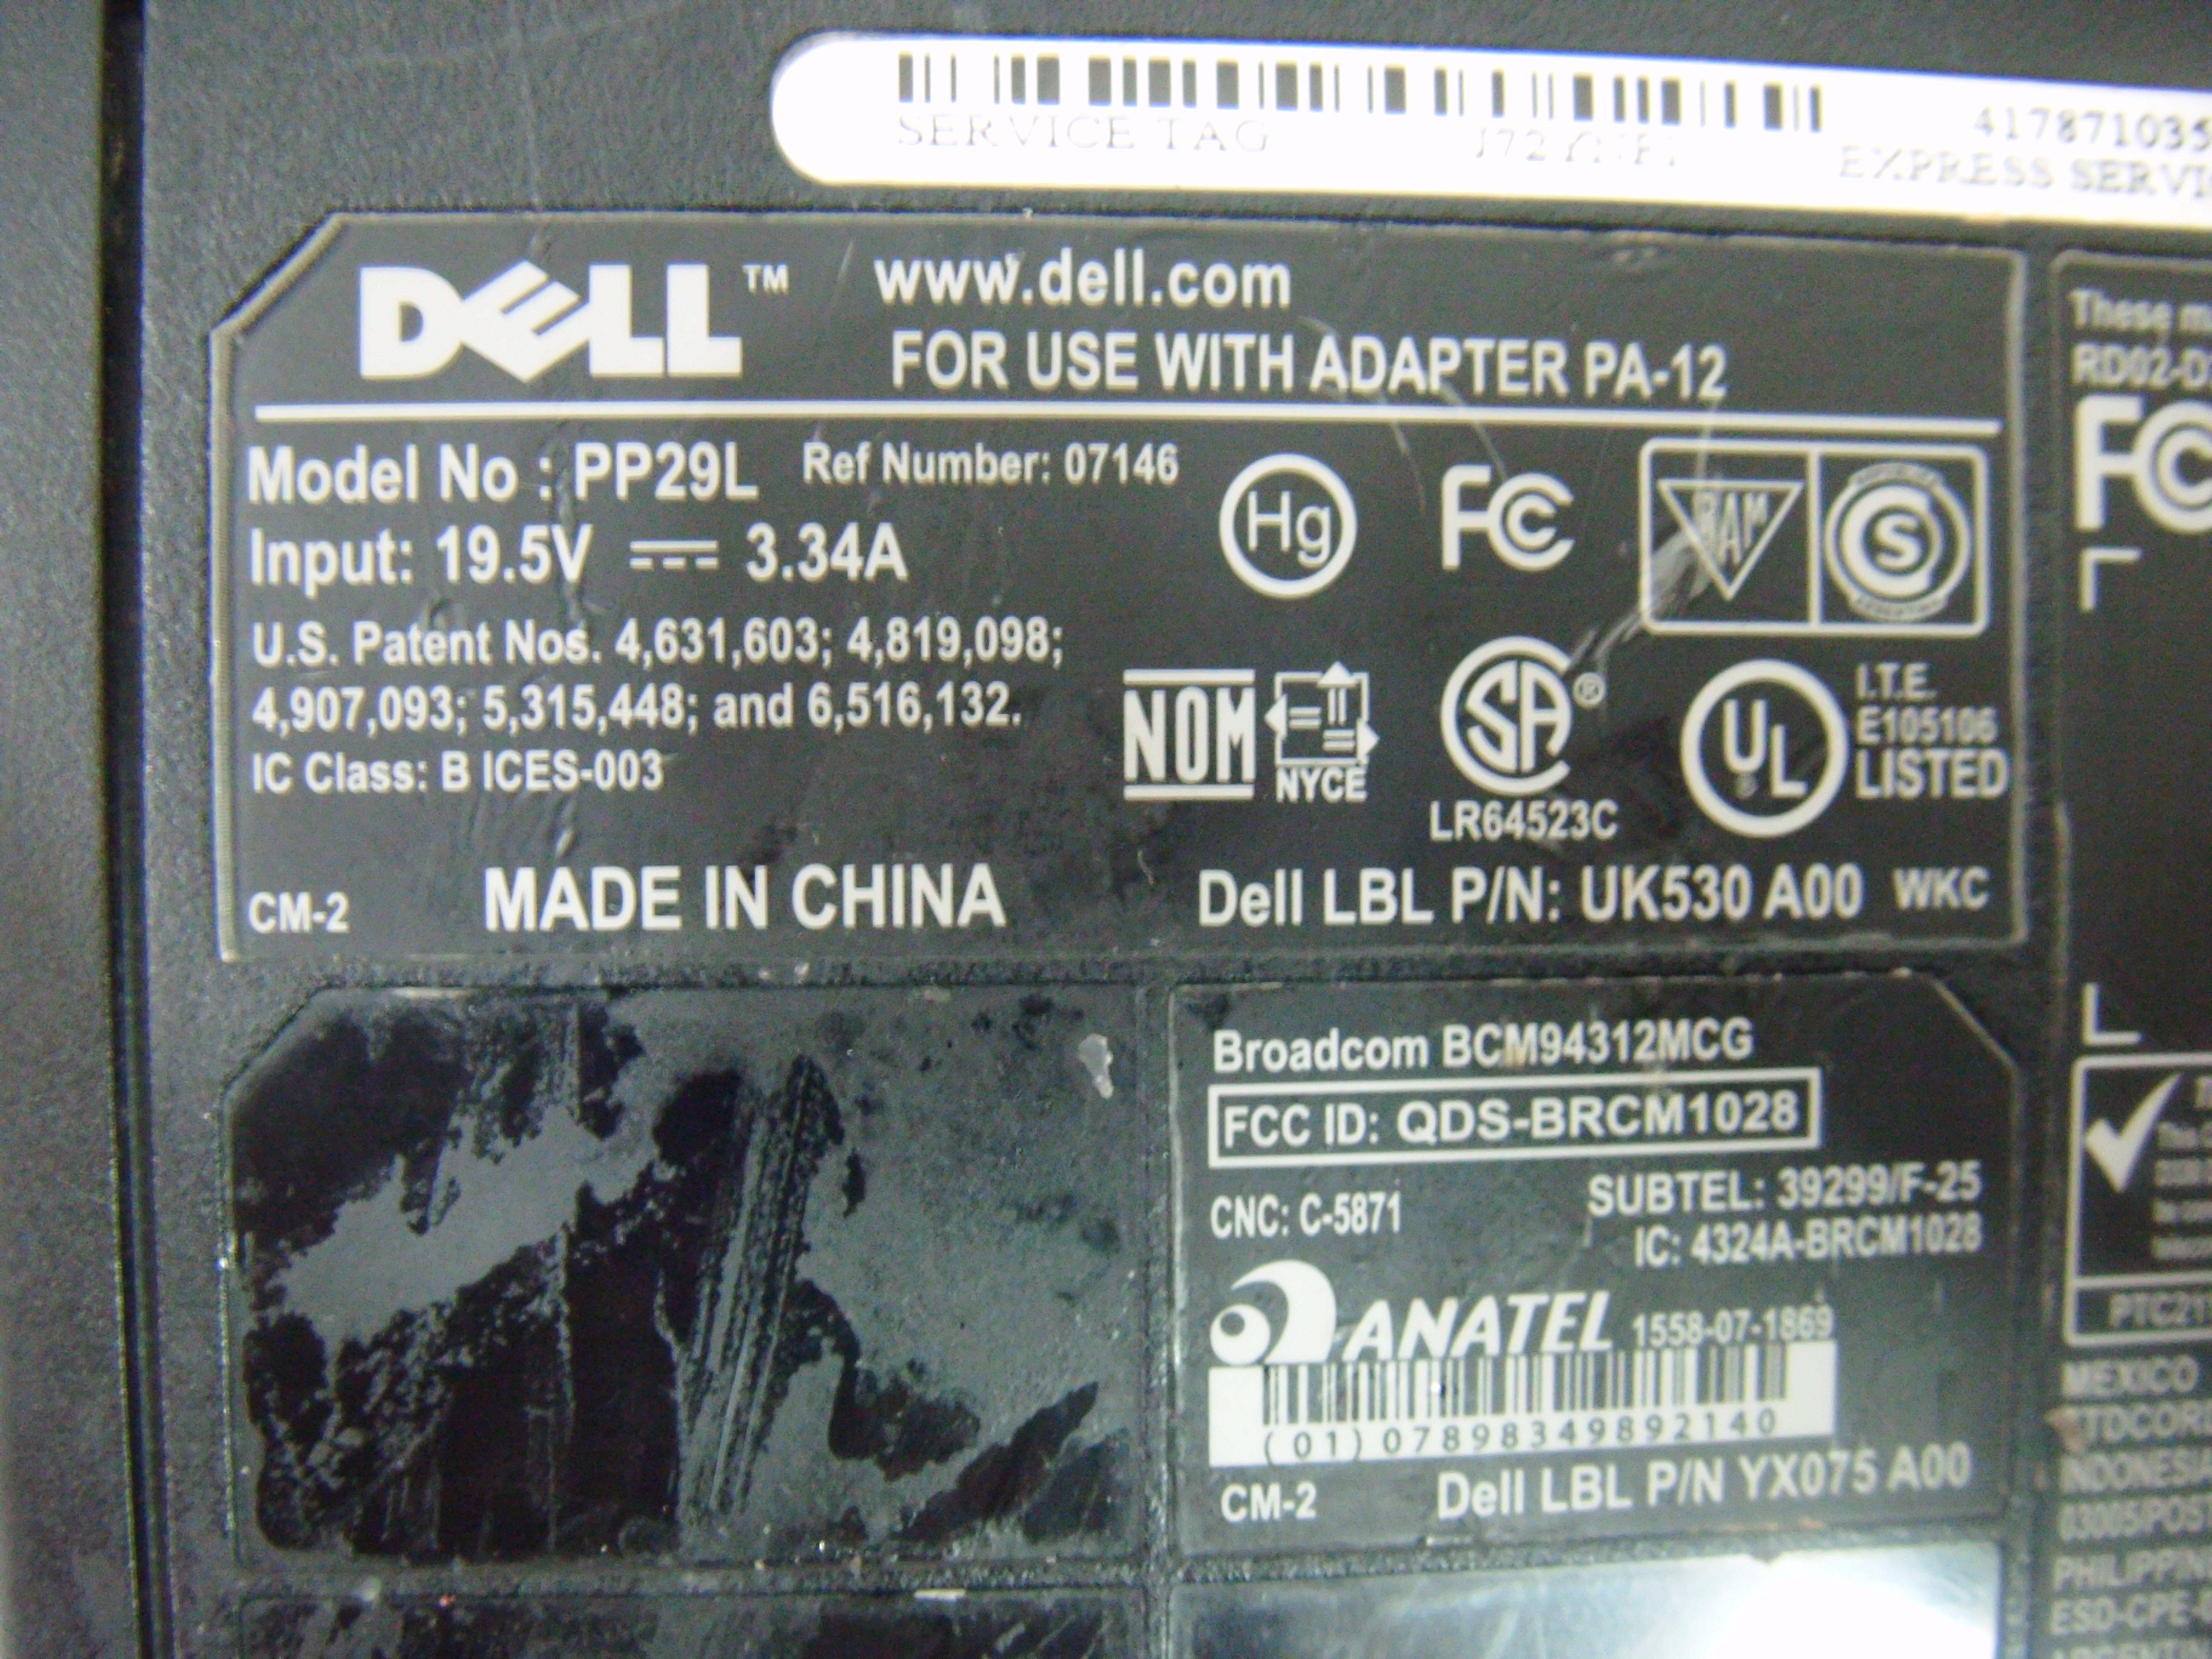 SERVICE TAG
EXPRESS
DELL™ www.dell.com
FOR USE WITH ADAPTER PA-12
Model No : PP29L Ref Number: 07146
Input: 19.5V 3.34A
Hg FC
U.S. Patent Nos. 4,631,603; 4,819,098;
4,907,093; 5,315,448; and 6,516,132.
IC Class: B ICES-003
NOM NYCE
SA®
LR64523C
UL
I.T.E.
E105106
LISTED
CM-2 MADE IN CHINA Dell LBL P/N: UK530 A00 WKC
Broadcom BCM94312MCG
FCC ID: QDS-BRCM1028
CNC: C-5871 SUBTEL: 39299/F-25
IC: 4324A-BRCM1028
ANATEL 1558-07-1869
(01)07898349892140
CM-2 Dell LBL P/N YX075 A00
These
FC
MEXICO